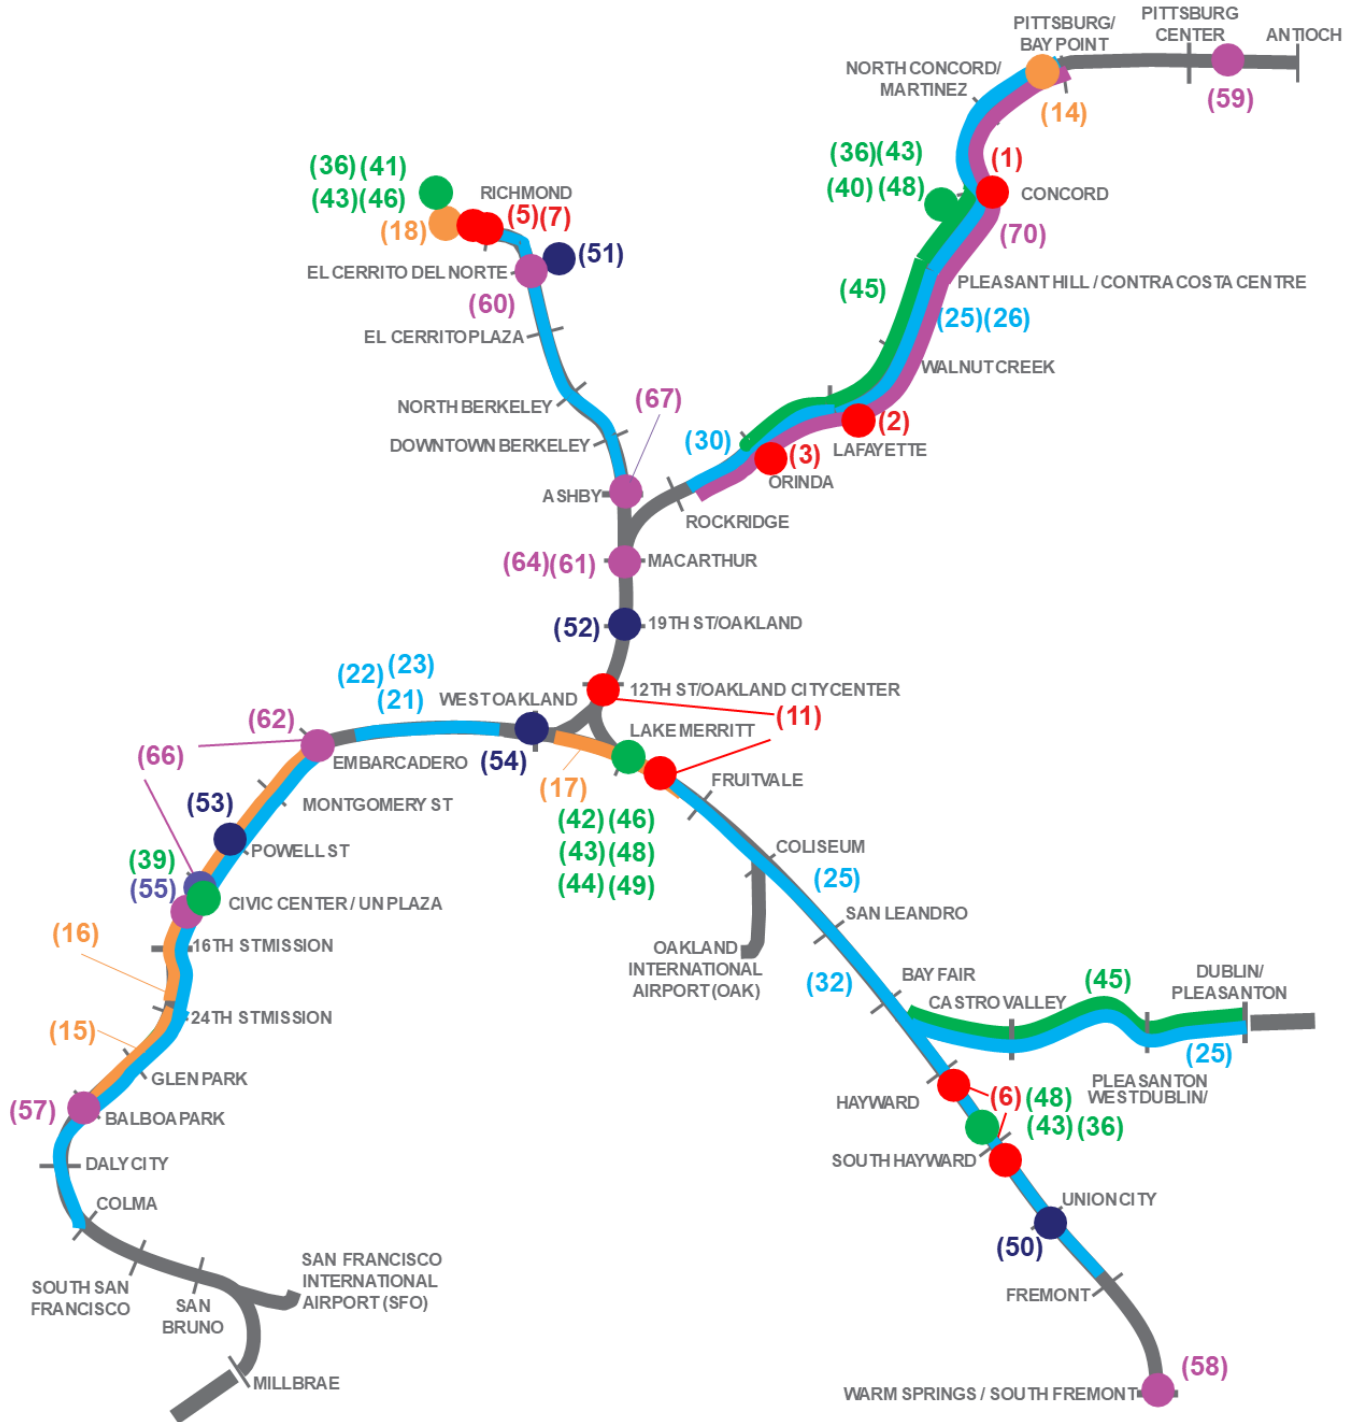 PITTSBURG/
BAY POINT
PITTSBURG
CENTER
ANTIOCH
NORTH CONCORD/
MARTINEZ
(14)
(59)
(36) (43)
(40) (48)
(1)
CONCORD
(70)
(36) (41)
(43) (46)
RICHMOND
(18)
(5) (7)
(51)
EL CERRITO DEL NORTE
(60)
(45)
PLEASANT HILL / CONTRA COSTA CENTRE
(25) (26)
EL CERRITO PLAZA
WALNUT CREEK
NORTH BERKELEY
(67)
DOWNTOWN BERKELEY
(30)
(2)
LAFAYETTE
(3)
ORINDA
ASHBY
ROCKRIDGE
(64) (61)
MACARTHUR
(52)
19TH ST/OAKLAND
(22) (23)
(21)
WEST OAKLAND
12TH ST/OAKLAND CITY CENTER
(11)
(62)
LAKE MERRITT
(66)
EMBARCADERO
(54)
(17)
FRUITVALE
MONTGOMERY ST
(53)
(42) (46)
(43) (48)
(44) (49)
POWELL ST
COLISEUM
(39)
(55)
(25)
CIVIC CENTER / UN PLAZA
SAN LEANDRO
(16)
16TH ST MISSION
OAKLAND
INTERNATIONAL
AIRPORT (OAK)
(32)
BAY FAIR
CASTRO VALLEY
(45)
DUBLIN/
PLEASANTON
24TH ST MISSION
(15)
(25)
GLEN PARK
PLEASANTON
WEST DUBLIN/
HAYWARD
(6) (48)
(43) (36)
(57)
BALBOA PARK
SOUTH HAYWARD
DALY CITY
COLMA
UNION CITY
(50)
SOUTH SAN
FRANCISCO
SAN
BRUNO
SAN FRANCISCO
INTERNATIONAL
AIRPORT (SFO)
FREMONT
MILLBRAE
(58)
WARM SPRINGS / SOUTH FREMONT